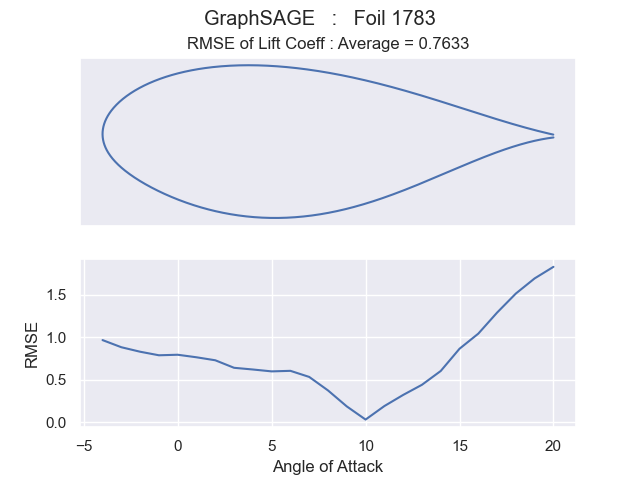 GraphSAGE : Foil 1783
RMSE of Lift Coeff : Average = 0.7633
1.5
1.0
0.5
0.0
RMSE
−5 0 5 10 15 20
Angle of Attack